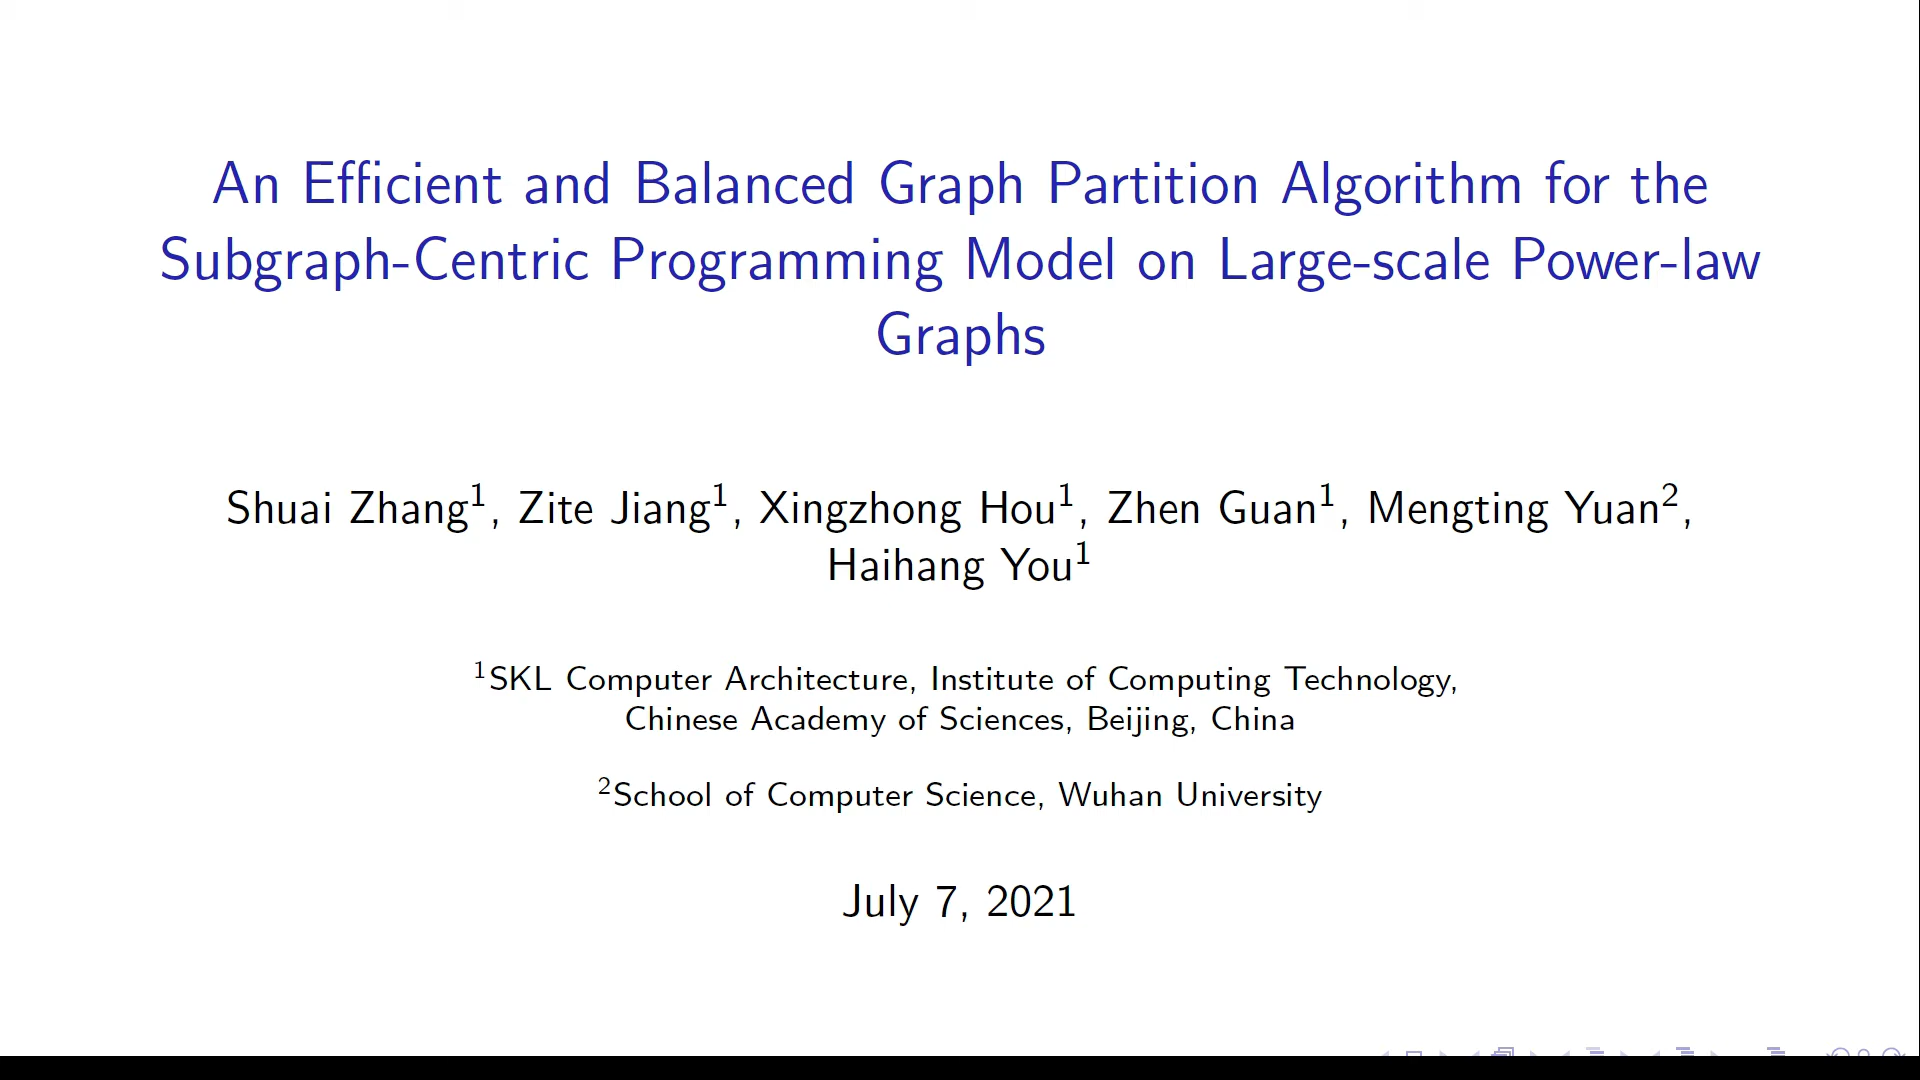 An Efficient and Balanced Graph Partition Algorithm for the
Subgraph-Centric Programming Model on Large-scale Power-law
Graphs
Shuai Zhang¹, Zite Jiang¹, Xingzhong Hou¹, Zhen Guan¹, Mengting Yuan²,
Haihang You¹
¹SKL Computer Architecture, Institute of Computing Technology,
Chinese Academy of Sciences, Beijing, China
²School of Computer Science, Wuhan University
July 7, 2021